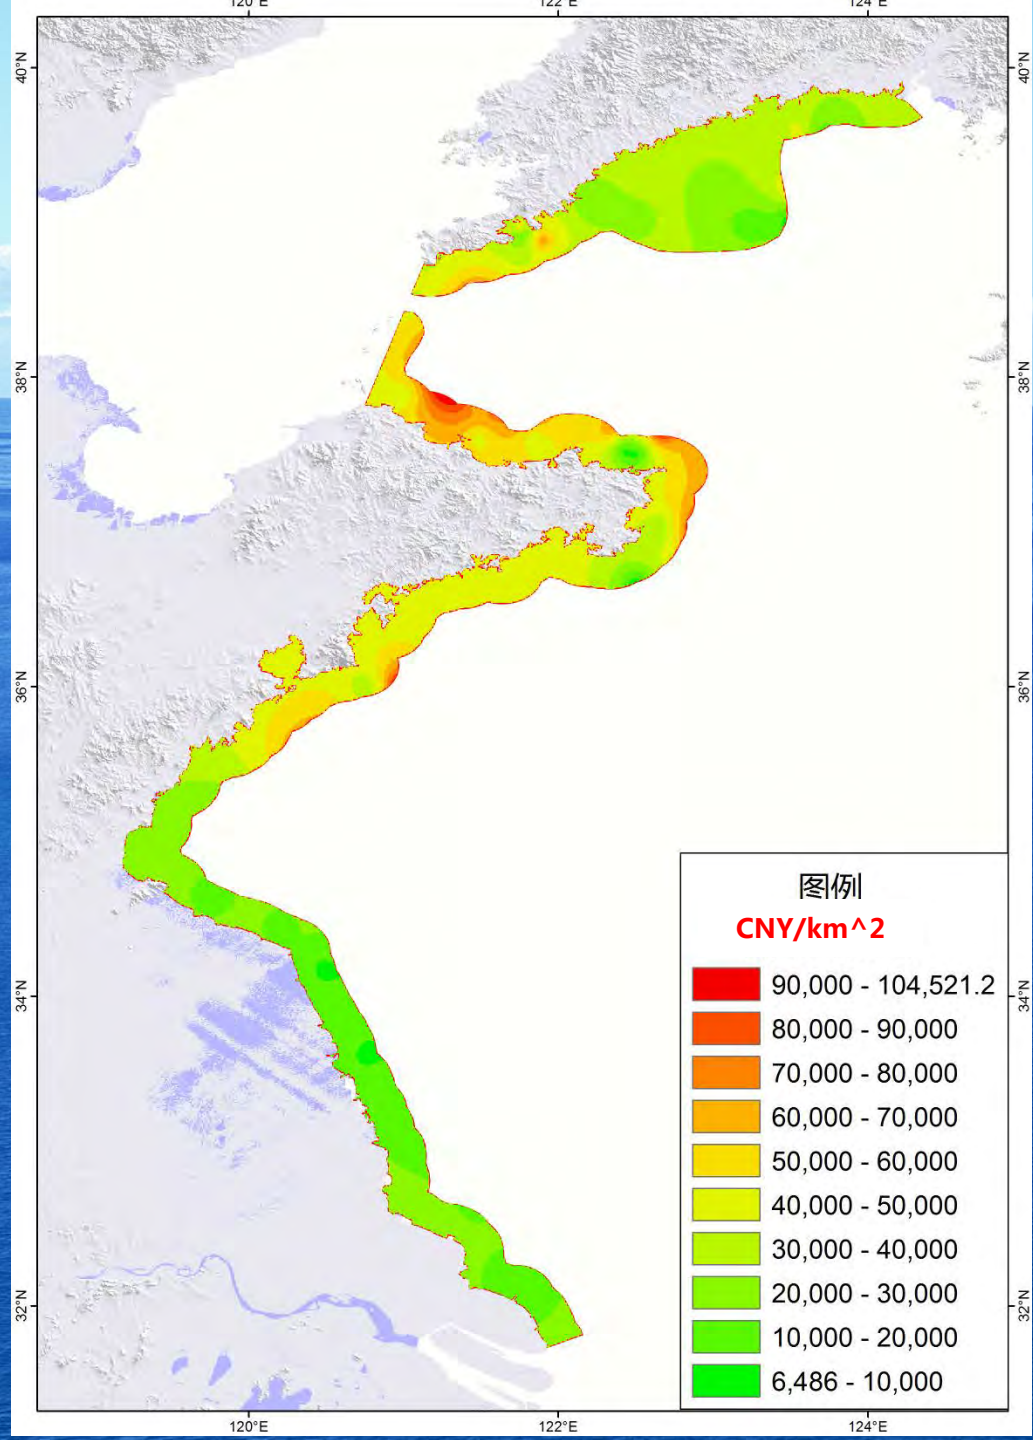 120°E 122°E 124°E
40°N 40°N
38°N 38°N
36°N 36°N
图例
CNY/km^2
90,000 - 104,521.2
34°N 34°N
80,000 - 90,000
70,000 - 80,000
60,000 - 70,000
50,000 - 60,000
40,000 - 50,000
30,000 - 40,000
20,000 - 30,000
32°N 32°N
10,000 - 20,000
6,486 - 10,000
120°E 122°E 124°E